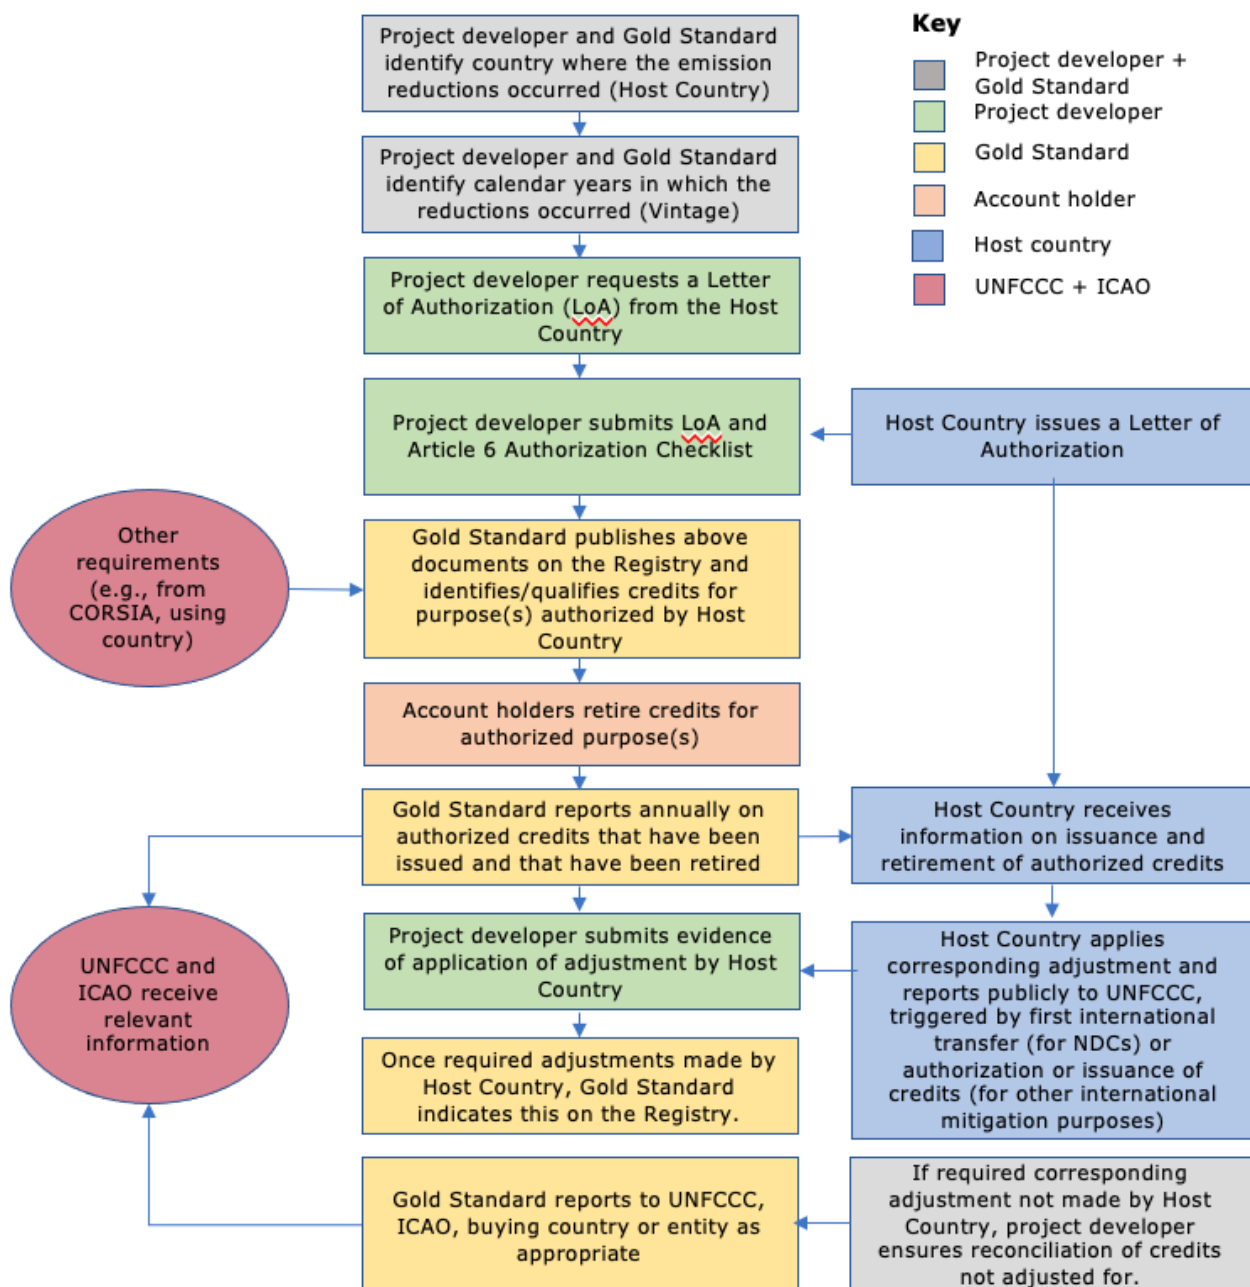 Project developer and Gold Standard
identify country where the emission
reductions occurred (Host Country)
Key
Project developer +
Gold Standard
Project developer
Gold Standard
Account holder
Host country
UNFCCC + ICAO
Project developer and Gold Standard
identify calendar years in which the
reductions occurred (Vintage)
Project developer requests a Letter
of Authorization (LoA) from the Host
Country
Project developer submits LoA and
Article 6 Authorization Checklist
Host Country issues a Letter of
Authorization
Other
requirements
(e.g., from
CORSIA, using
country)
Gold Standard publishes above
documents on the Registry and
identifies/qualifies credits for
purpose(s) authorized by Host
Country
Account holders retire credits for
authorized purpose(s)
Gold Standard reports annually on
authorized credits that have been
issued and that have been retired
Host Country receives
information on issuance and
retirement of authorized credits
UNFCCC and
ICAO receive
relevant
information
Project developer submits evidence
of application of adjustment by Host
Country
Host Country applies
corresponding adjustment and
reports publicly to UNFCCC,
triggered by first international
transfer (for NDCs) or
authorization or issuance of
credits (for other international
mitigation purposes)
Once required adjustments made by
Host Country, Gold Standard
indicates this on the Registry.
Gold Standard reports to UNFCCC,
ICAO, buying country or entity as
appropriate
If required corresponding
adjustment not made by Host
Country, project developer
ensures reconciliation of credits
not adjusted for.